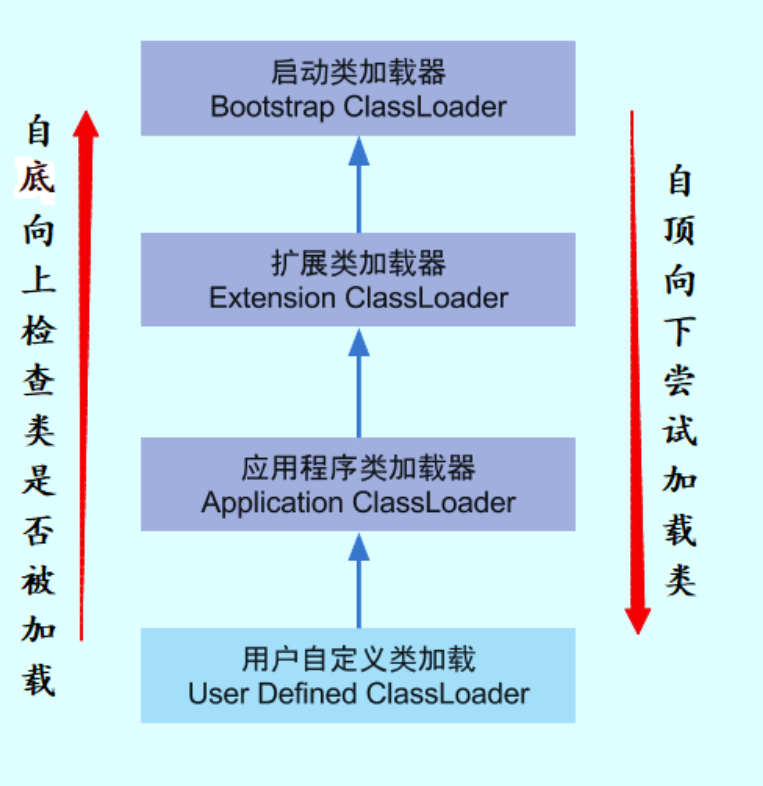 启动类加载器
Bootstrap ClassLoader
扩展类加载器
Extension ClassLoader
应用程序类加载器
Application ClassLoader
用户自定义类加载
User Defined ClassLoader
自底向上检查类是否被加载
自顶向下尝试加载类